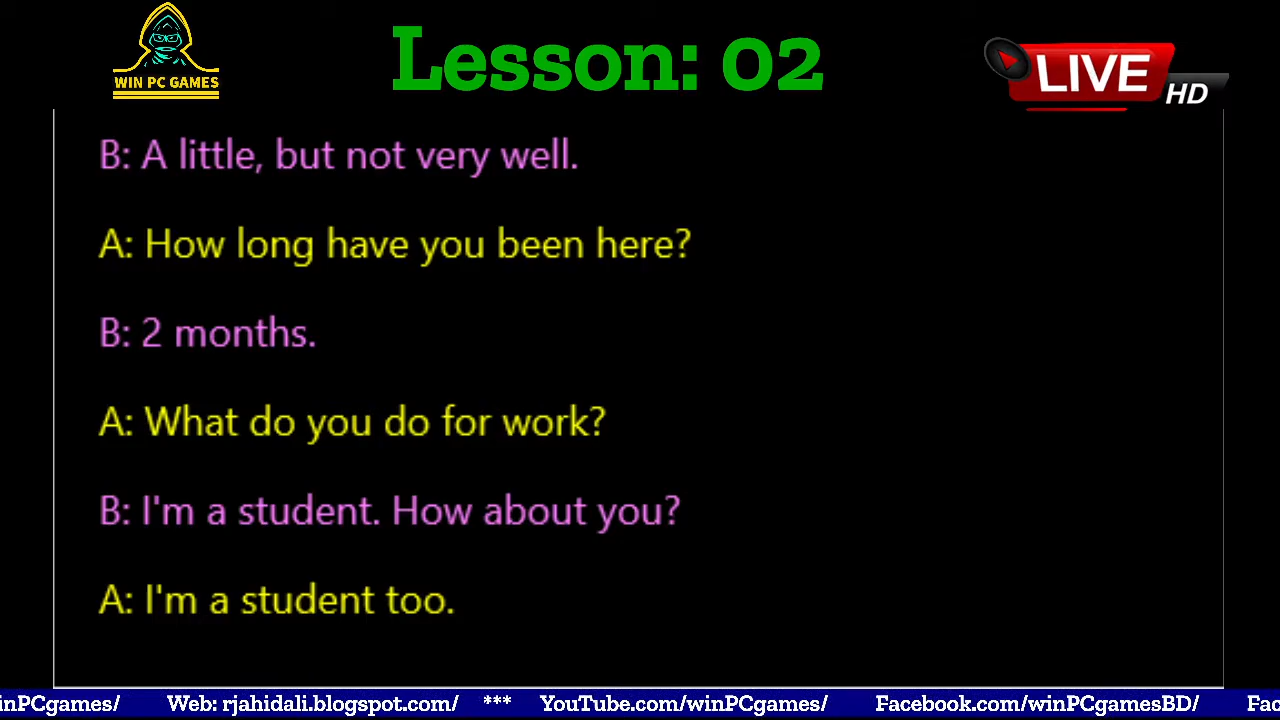 WIN PC GAMES
Lesson: 02
LIVE
HD
B: A little, but not very well.
A: How long have you been here?
B: 2 months.
A: What do you do for work?
B: I'm a student. How about you?
A: I'm a student too.
inPCgames/ Web: rjahidali.blogspot.com/ *** YouTube.com/winPCgames/ Facebook.com/winPCgamesBD/ Fac